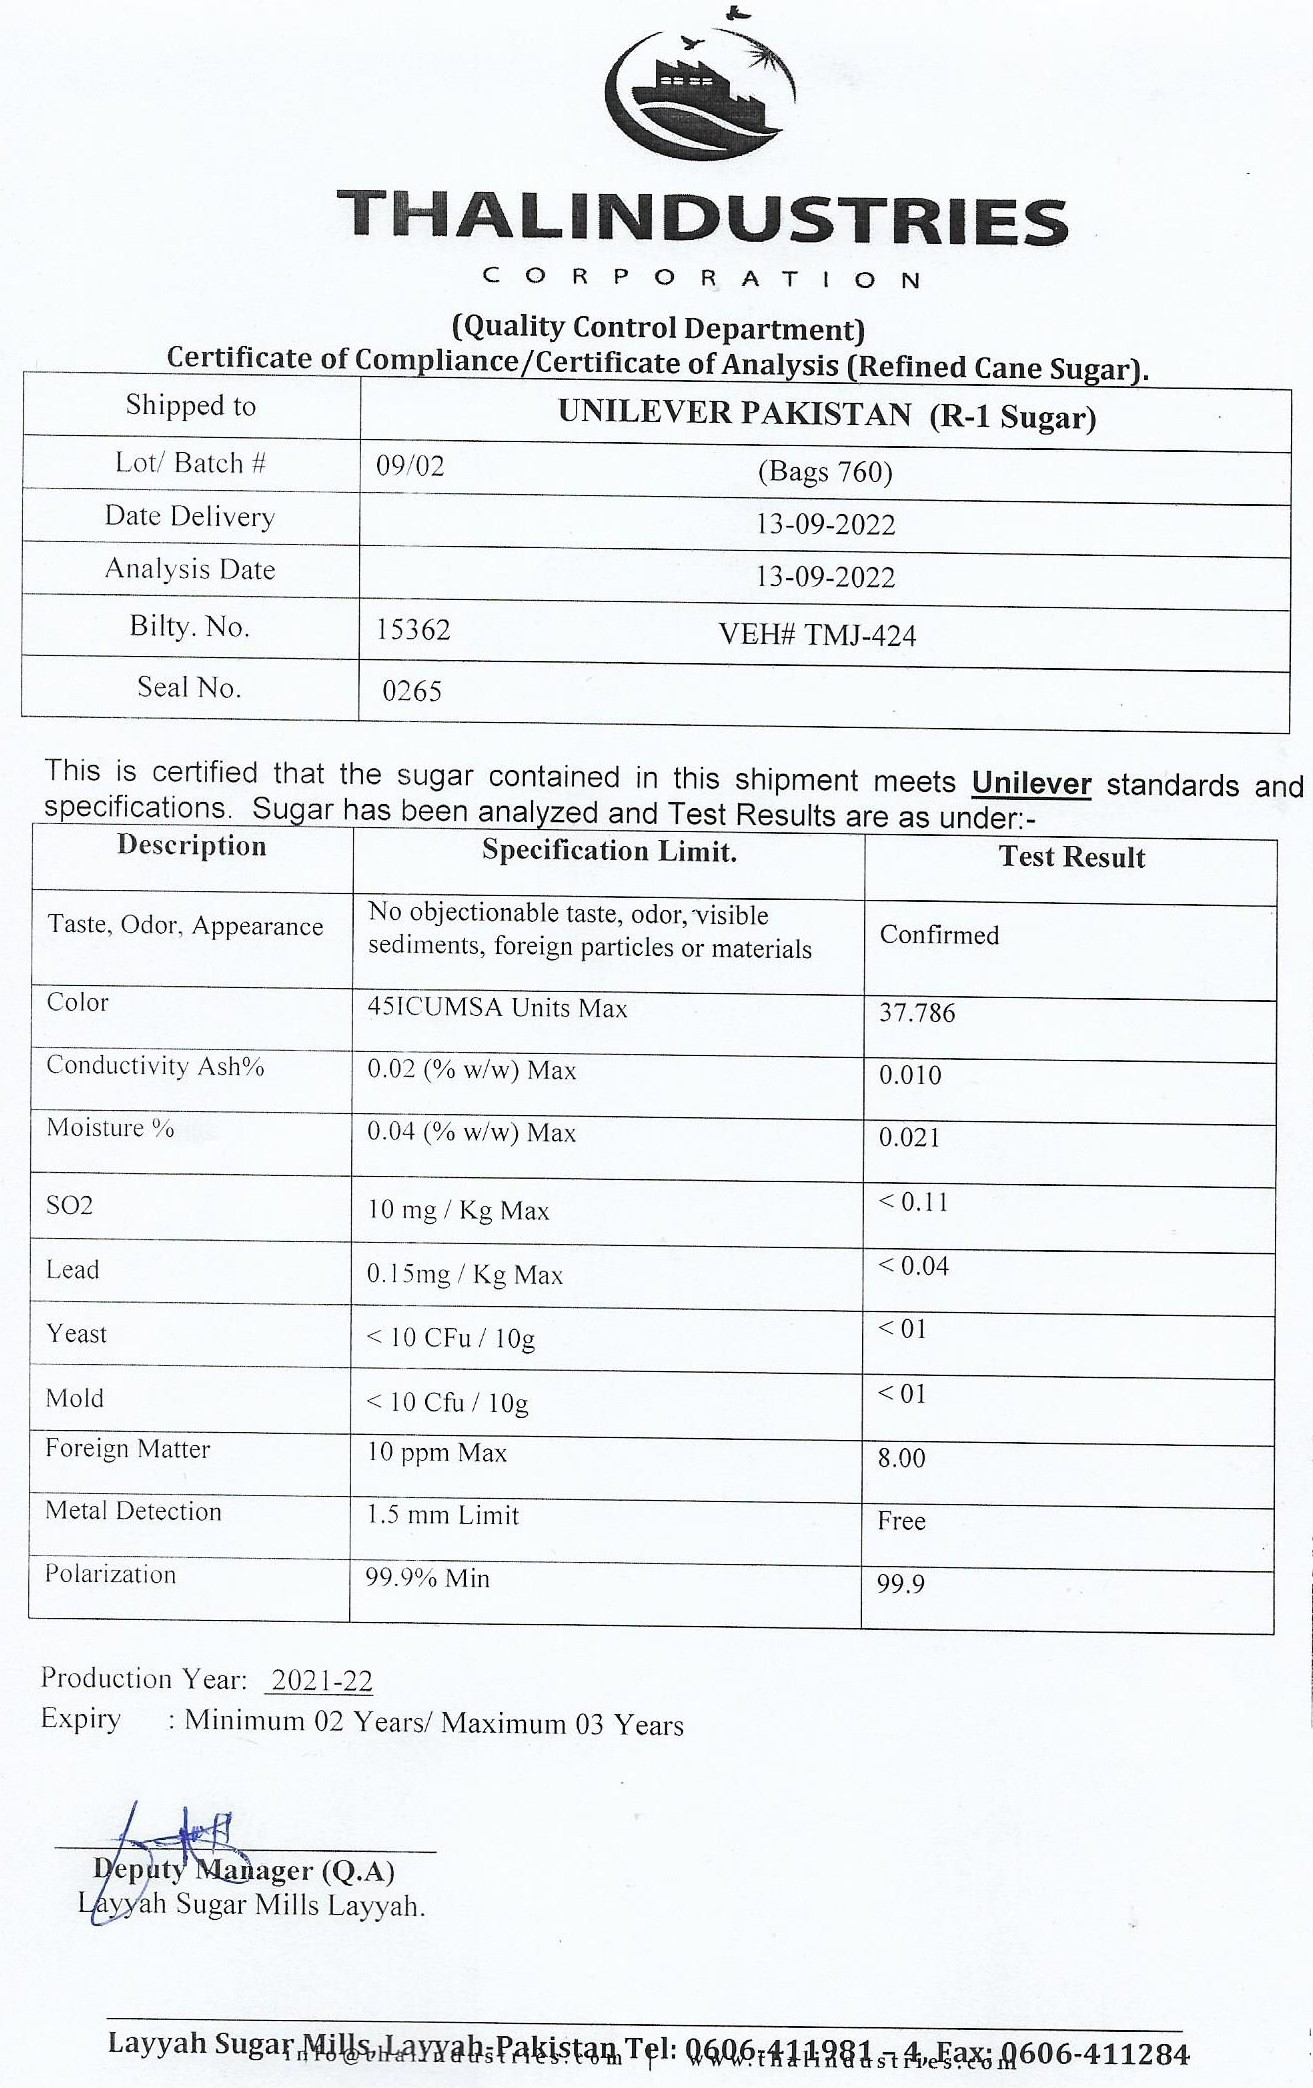 THALINDUSTRIES
CORPORATION
(Quality Control Department)
Certificate of Compliance/Certificate of Analysis (Refined Cane Sugar).
Shipped to UNILEVER PAKISTAN (R-1 Sugar)
Lot/ Batch # 09/02 (Bags 760)
Date Delivery 13-09-2022
Analysis Date 13-09-2022
Bilty. No. 15362 VEH# TMJ-424
Seal No. 0265
This is certified that the sugar contained in this shipment meets Unilever standards and
specifications. Sugar has been analyzed and Test Results are as under:-
Description Specification Limit. Test Result
Taste, Odor, Appearance No objectionable taste, odor, visible
sediments, foreign particles or materials Confirmed
Color 45ICUMSA Units Max 37.786
Conductivity Ash% 0.02 (% w/w) Max 0.010
Moisture % 0.04 (% w/w) Max 0.021
SO2 10 mg / Kg Max < 0.11
Lead 0.15mg / Kg Max < 0.04
Yeast < 10 CFu / 10g < 01
Mold < 10 Cfu / 10g < 01
Foreign Matter 10 ppm Max 8.00
Metal Detection 1.5 mm Limit Free
Polarization 99.9% Min 99.9
Production Year: 2021-22
Expiry : Minimum 02 Years/ Maximum 03 Years
Deputy Manager (Q.A)
Layyah Sugar Mills Layyah.
Layyah Sugar Mills, Layyah-Pakistan Tel: 0606-411981 – 4, Fax: 0606-411284
info@thalindustries.com | www.thalindustries.com